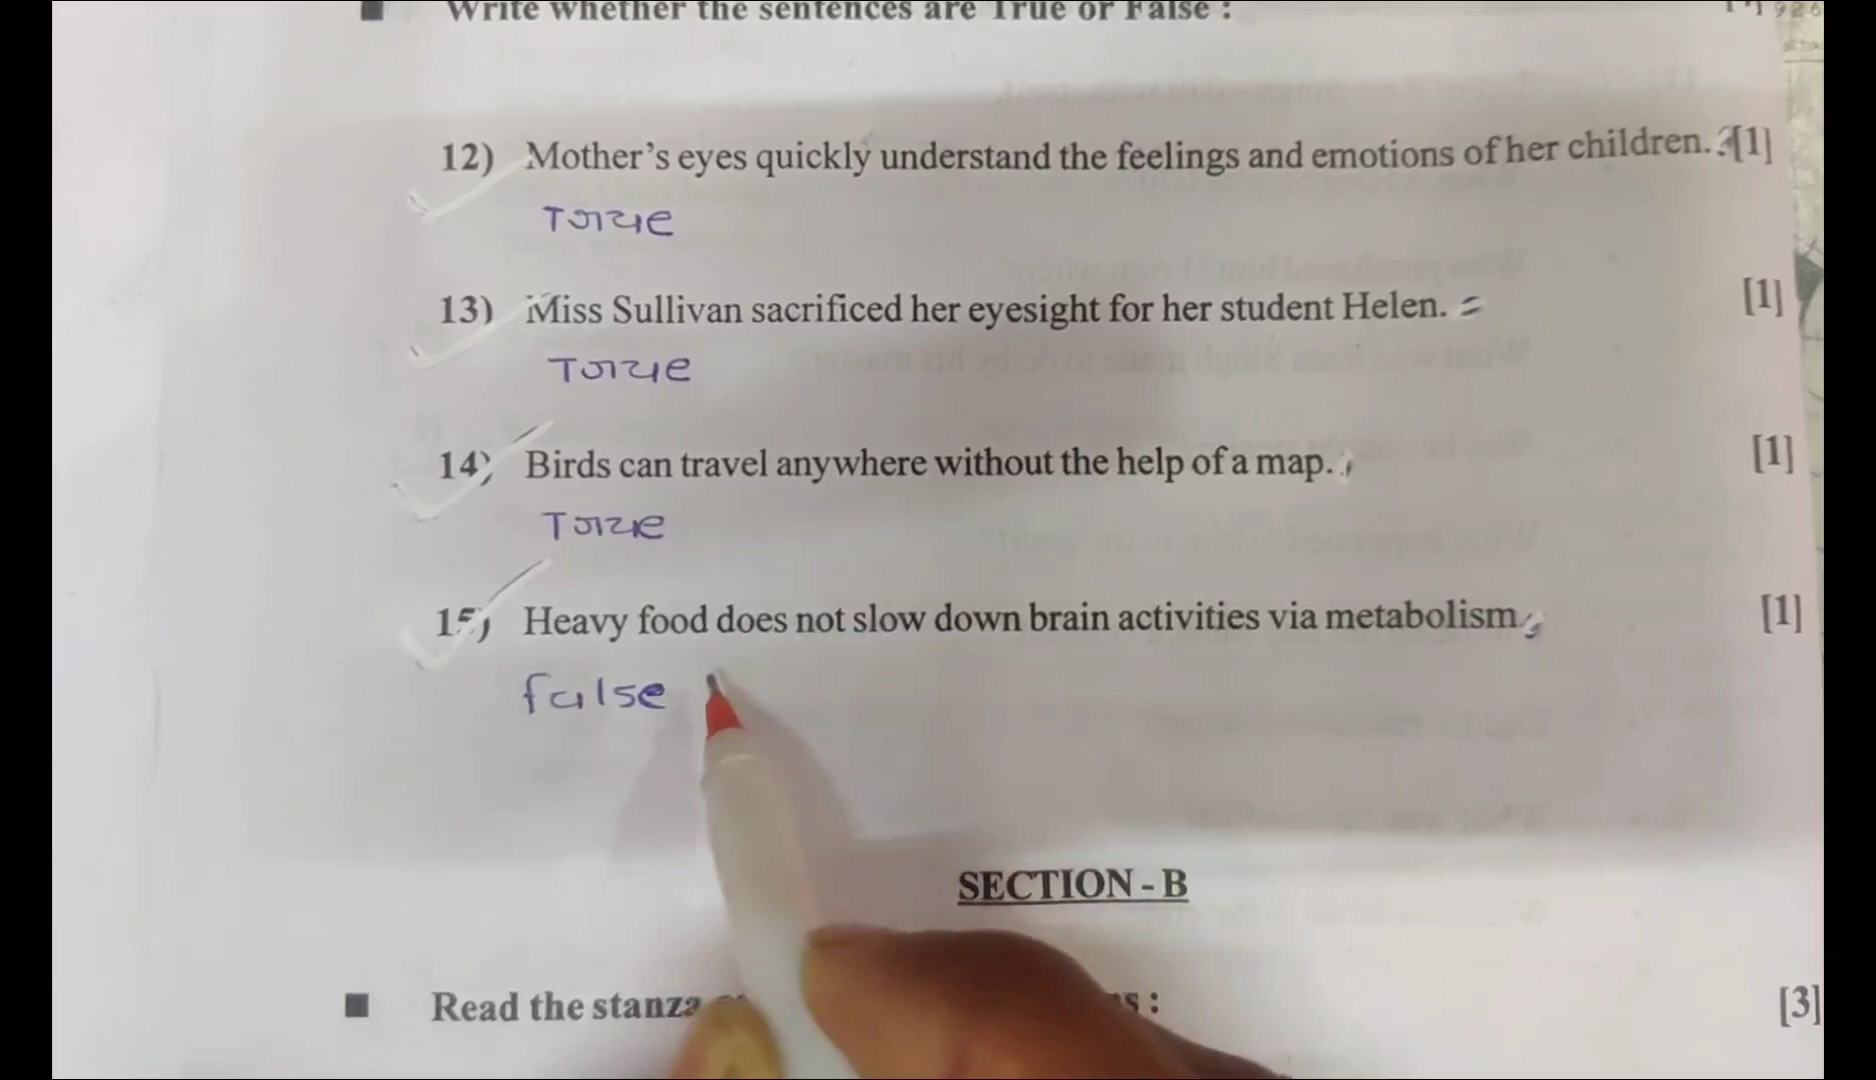 Write whether the sentences are True or False :
12) Mother's eyes quickly understand the feelings and emotions of her children. [1]
True
13) Miss Sullivan sacrificed her eyesight for her student Helen. [1]
True
14) Birds can travel anywhere without the help of a map. [1]
True
15) Heavy food does not slow down brain activities via metabolism. [1]
false
SECTION - B
■ Read the stanza [3]